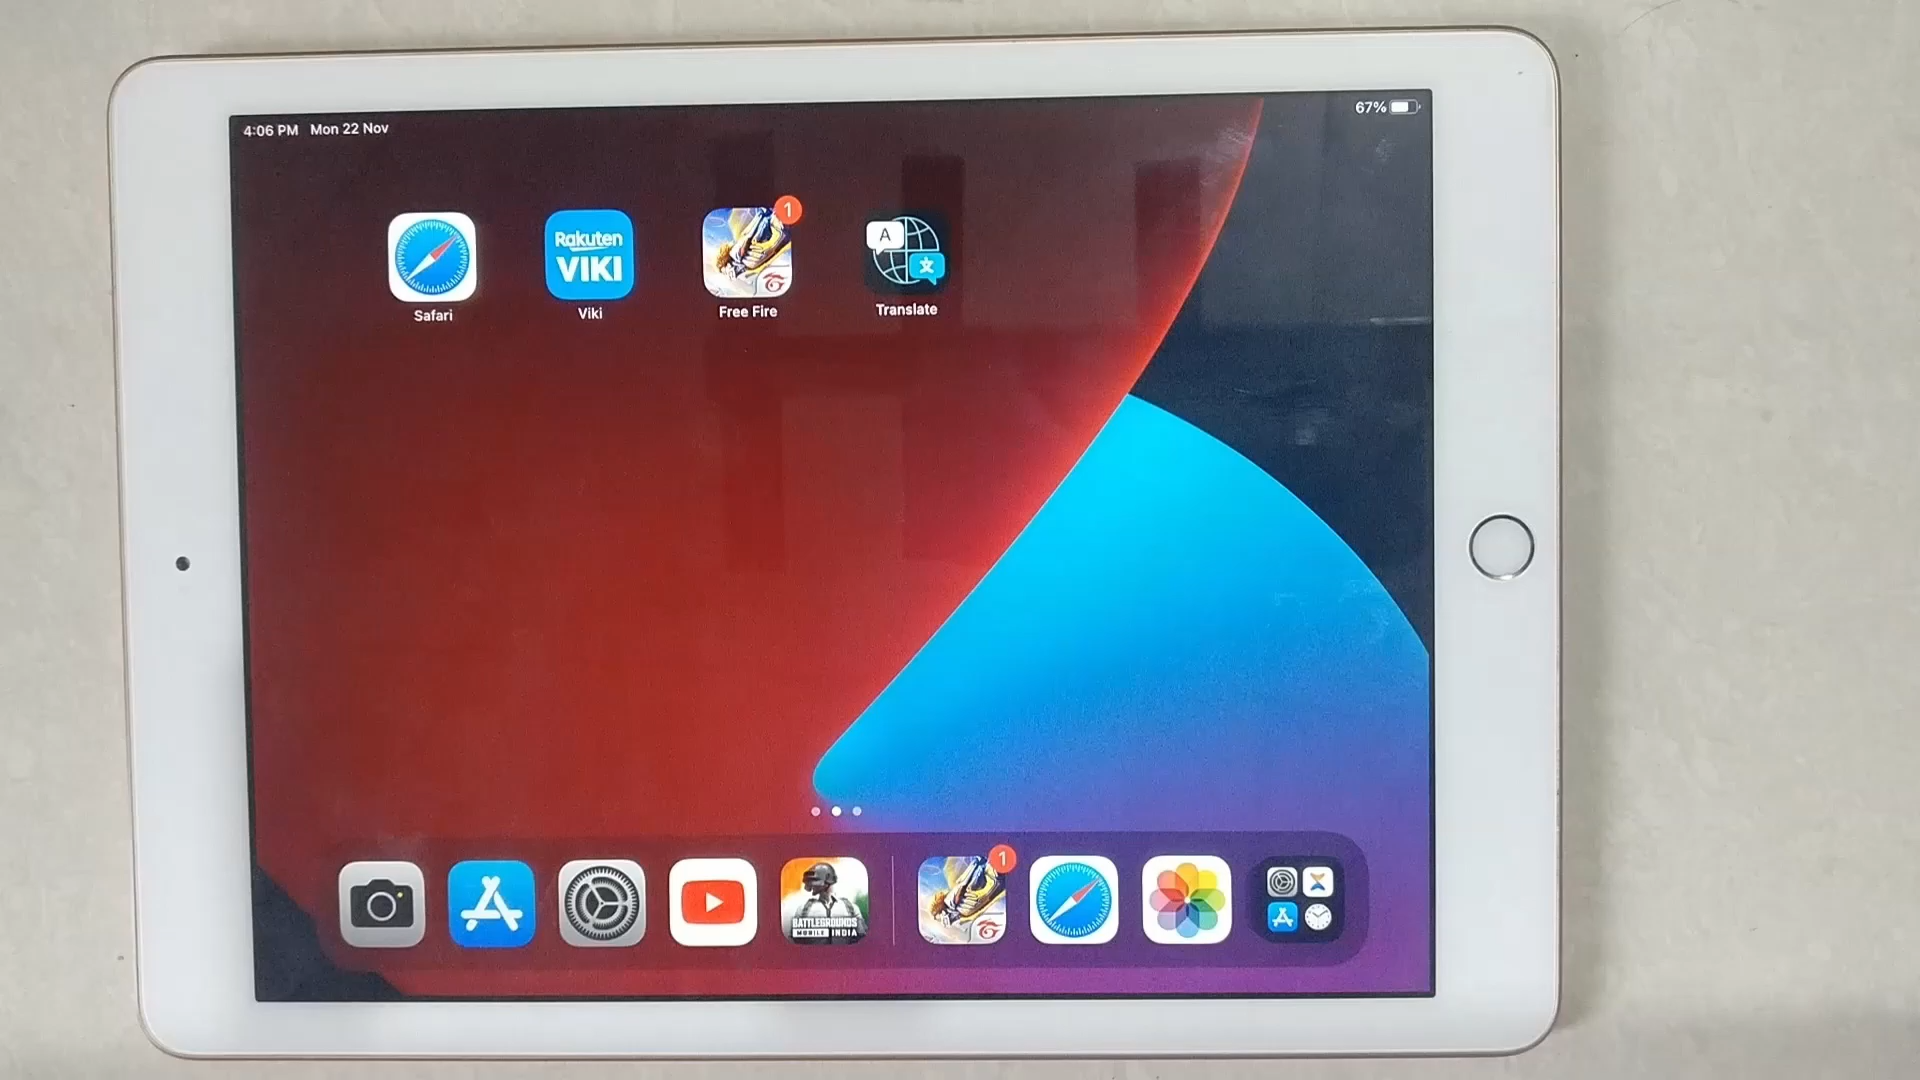 4:06 PM Mon 22 Nov
67%
1
A
文
Rakuten
VIKI
Safari
Viki
Free Fire
Translate
1
BATTLEGROUNDS
MOBILE INDIA